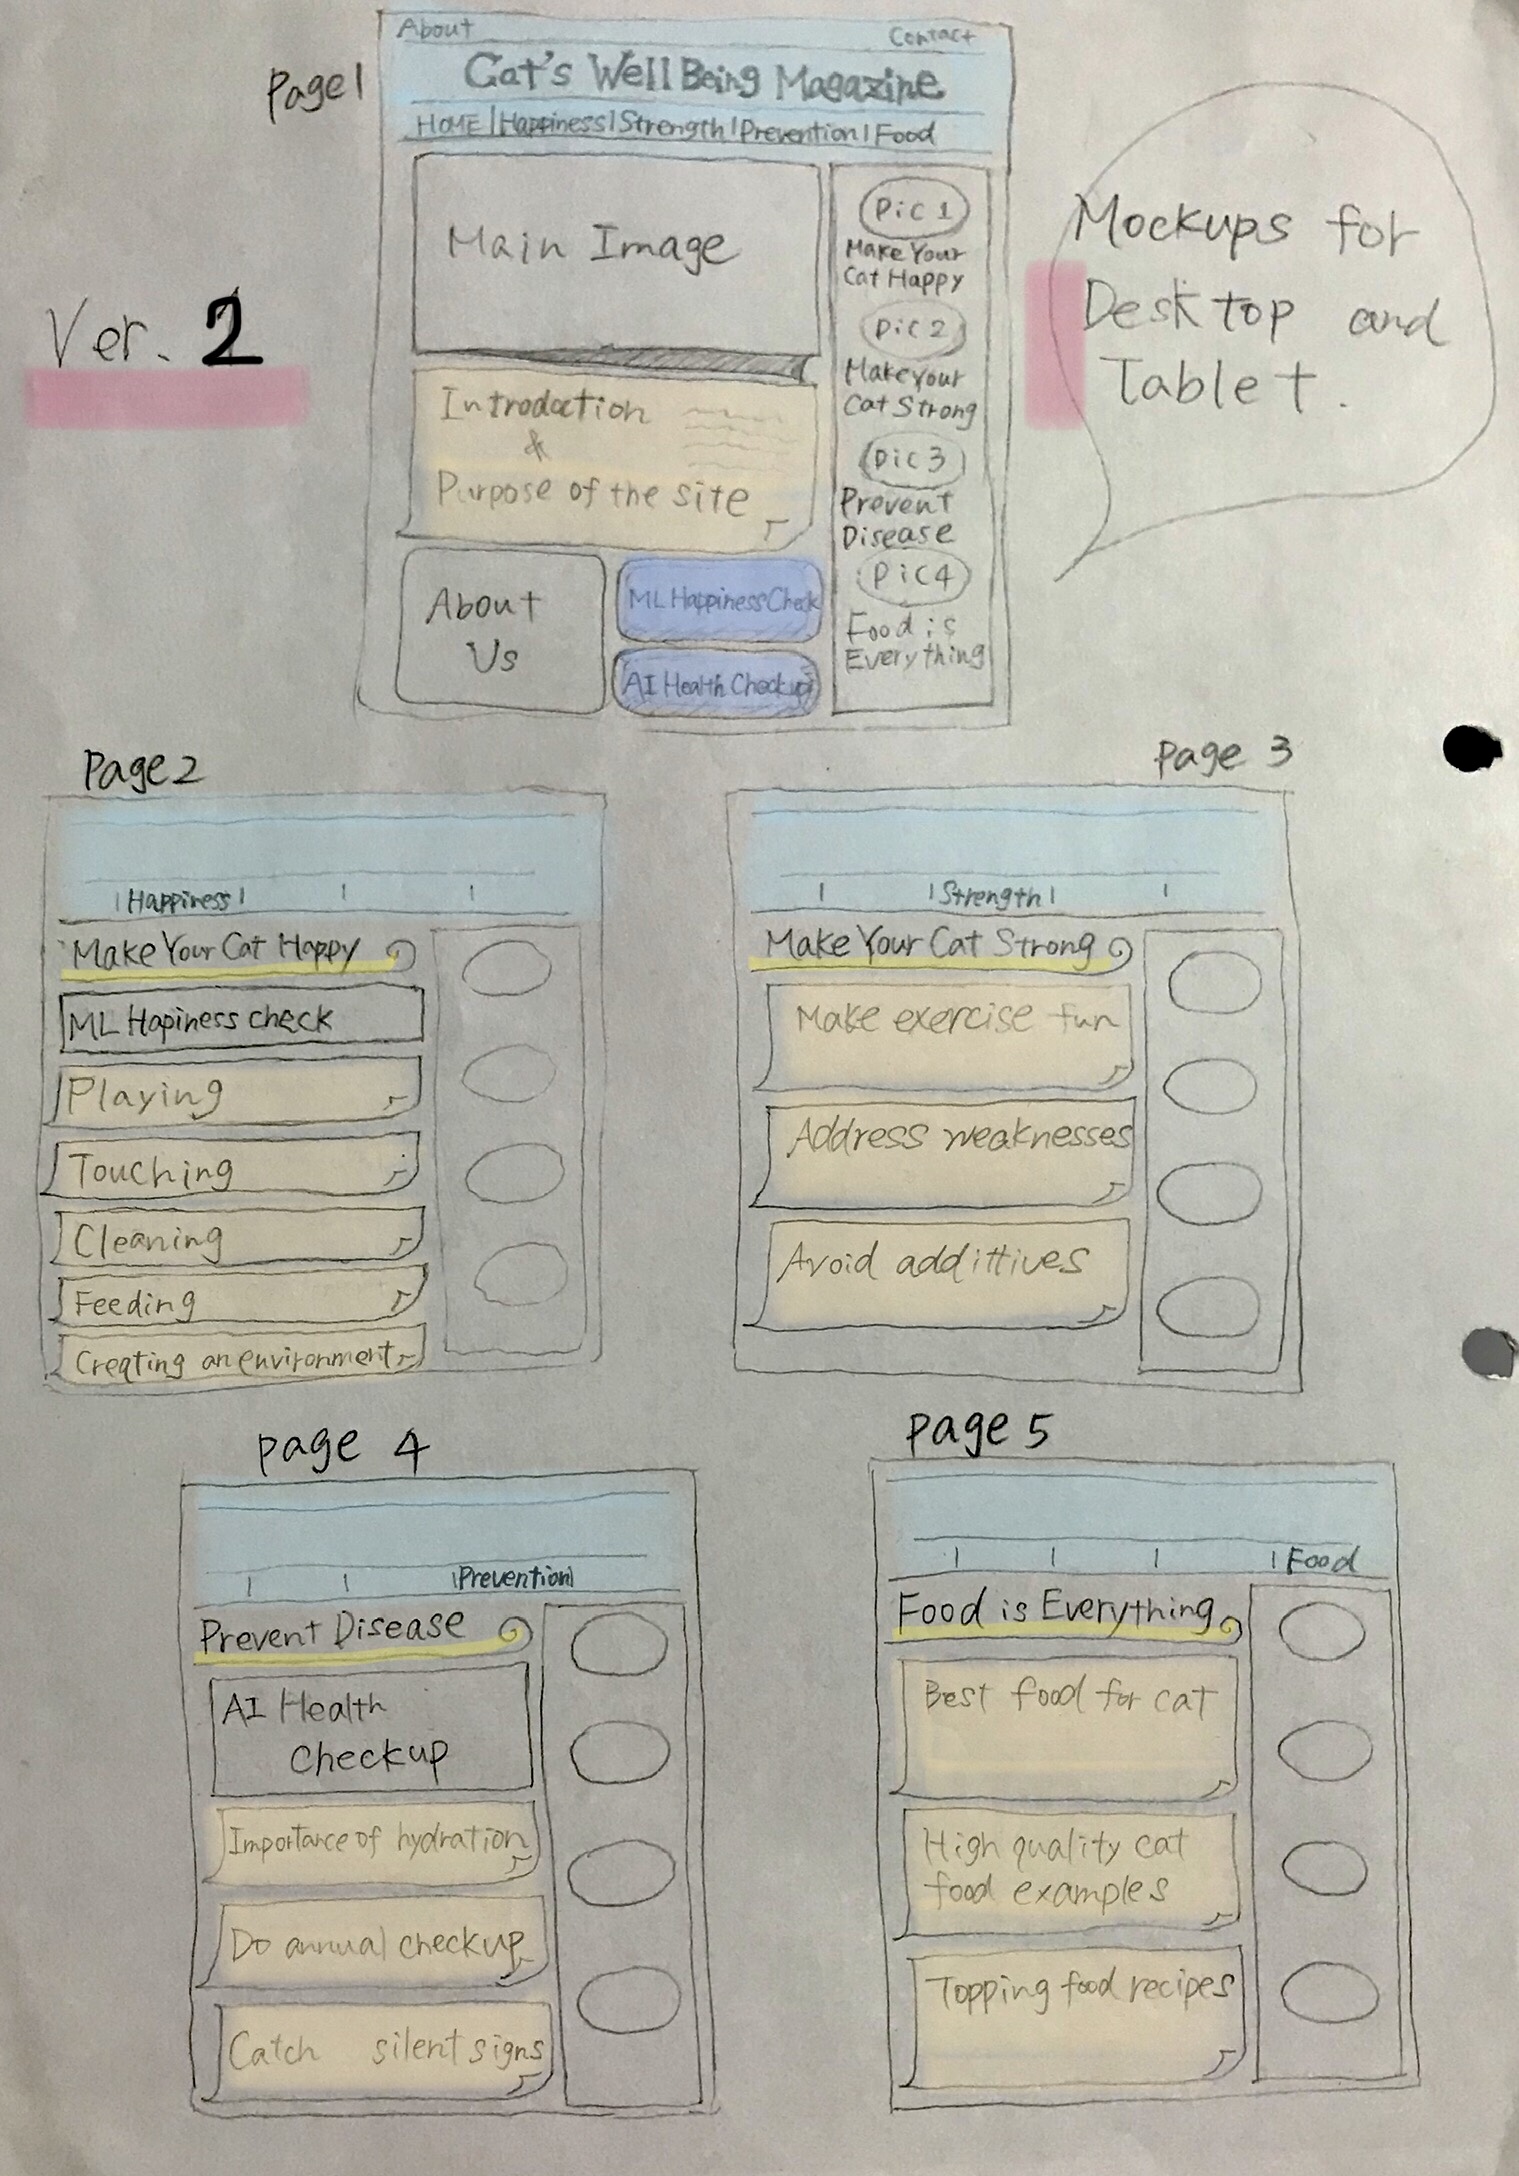 Page 1
About
Contact
Cat's Well Being Magazine
HOME | Happiness | Strength | Prevention | Food
Main Image
Pic 1
Make Your
Cat Happy
Pic 2
Make Your
Cat Strong
Pic 3
Prevent
Disease
Pic 4
Food is
Everything
Introduction
&
Purpose of the site
About
Us
ML Happiness Check
AI Health Checkup
Ver. 2
Mockups for
Desktop and
Tablet.
Page 2
| Happiness |
Make Your Cat Happy
ML Hapiness check
Playing
Touching
Cleaning
Feeding
Creating an environment
Page 3
| Strength |
Make Your Cat Strong
Make exercise fun
Address weaknesses
Avoid addittives
page 4
| Prevention |
Prevent Disease
AI Health
checkup
Importance of hydration
Do annual checkup
Catch silent signs
page 5
| Food
Food is Everything
Best food for cat
High quality cat
food examples
Topping food recipes